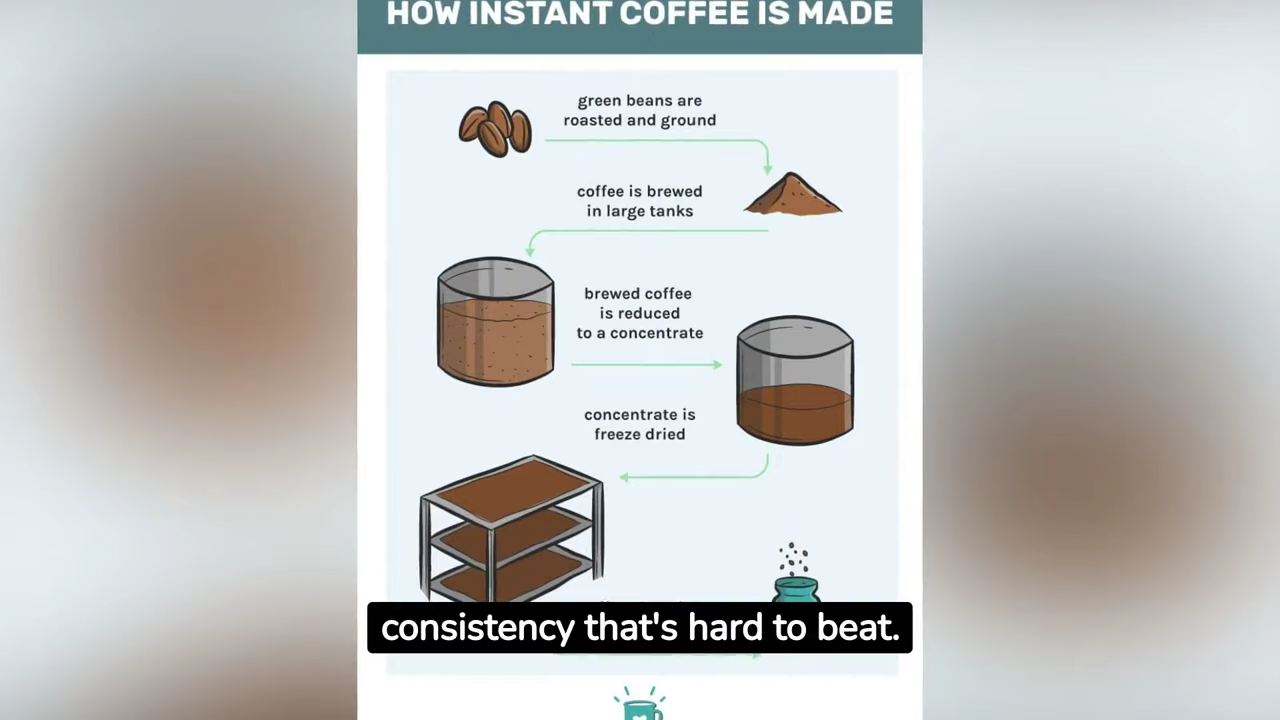 HOW INSTANT COFFEE IS MADE
green beans are
roasted and ground
coffee is brewed
in large tanks
brewed coffee
is reduced
to a concentrate
concentrate is
freeze dried
consistency that's hard to beat.